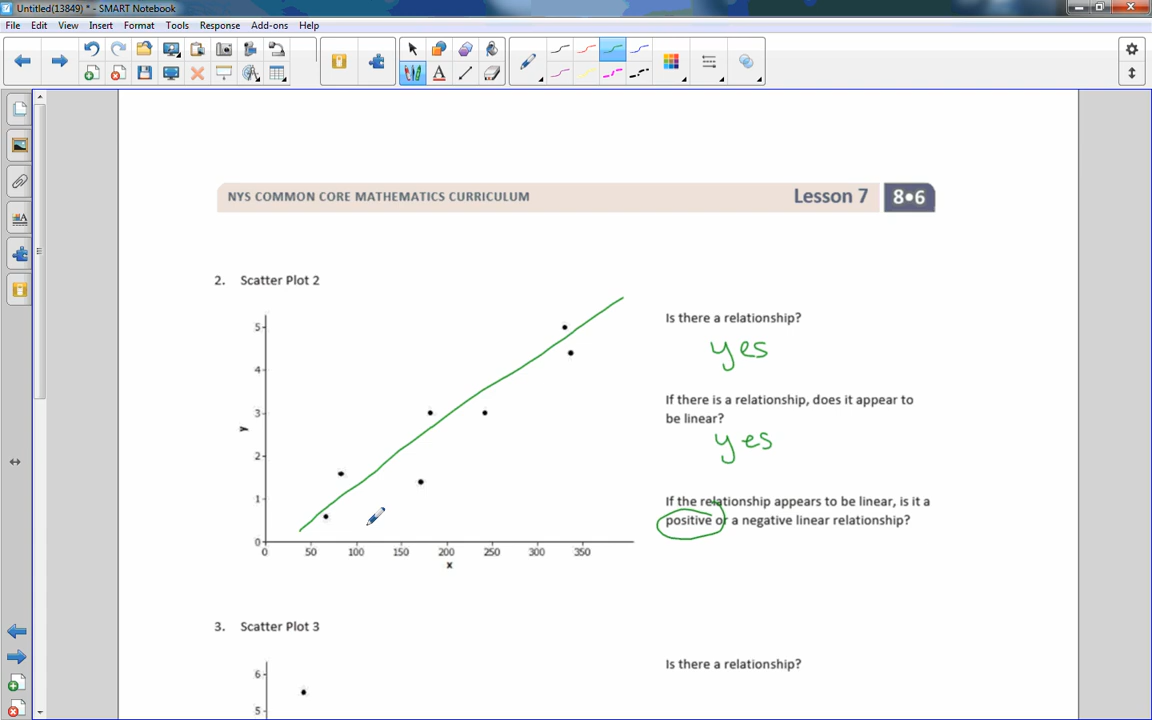 Untitled(13849) * - SMART Notebook
File Edit View Insert Format Tools Response Add-ons Help
NYS COMMON CORE MATHEMATICS CURRICULUM Lesson 7 8•6
2. Scatter Plot 2
Is there a relationship?
yes
If there is a relationship, does it appear to
be linear?
yes
If the relationship appears to be linear, is it a
positive or a negative linear relationship?
5
4
3
2
1
0
y
0 50 100 150 200 250 300 350
x
3. Scatter Plot 3
Is there a relationship?
6
5